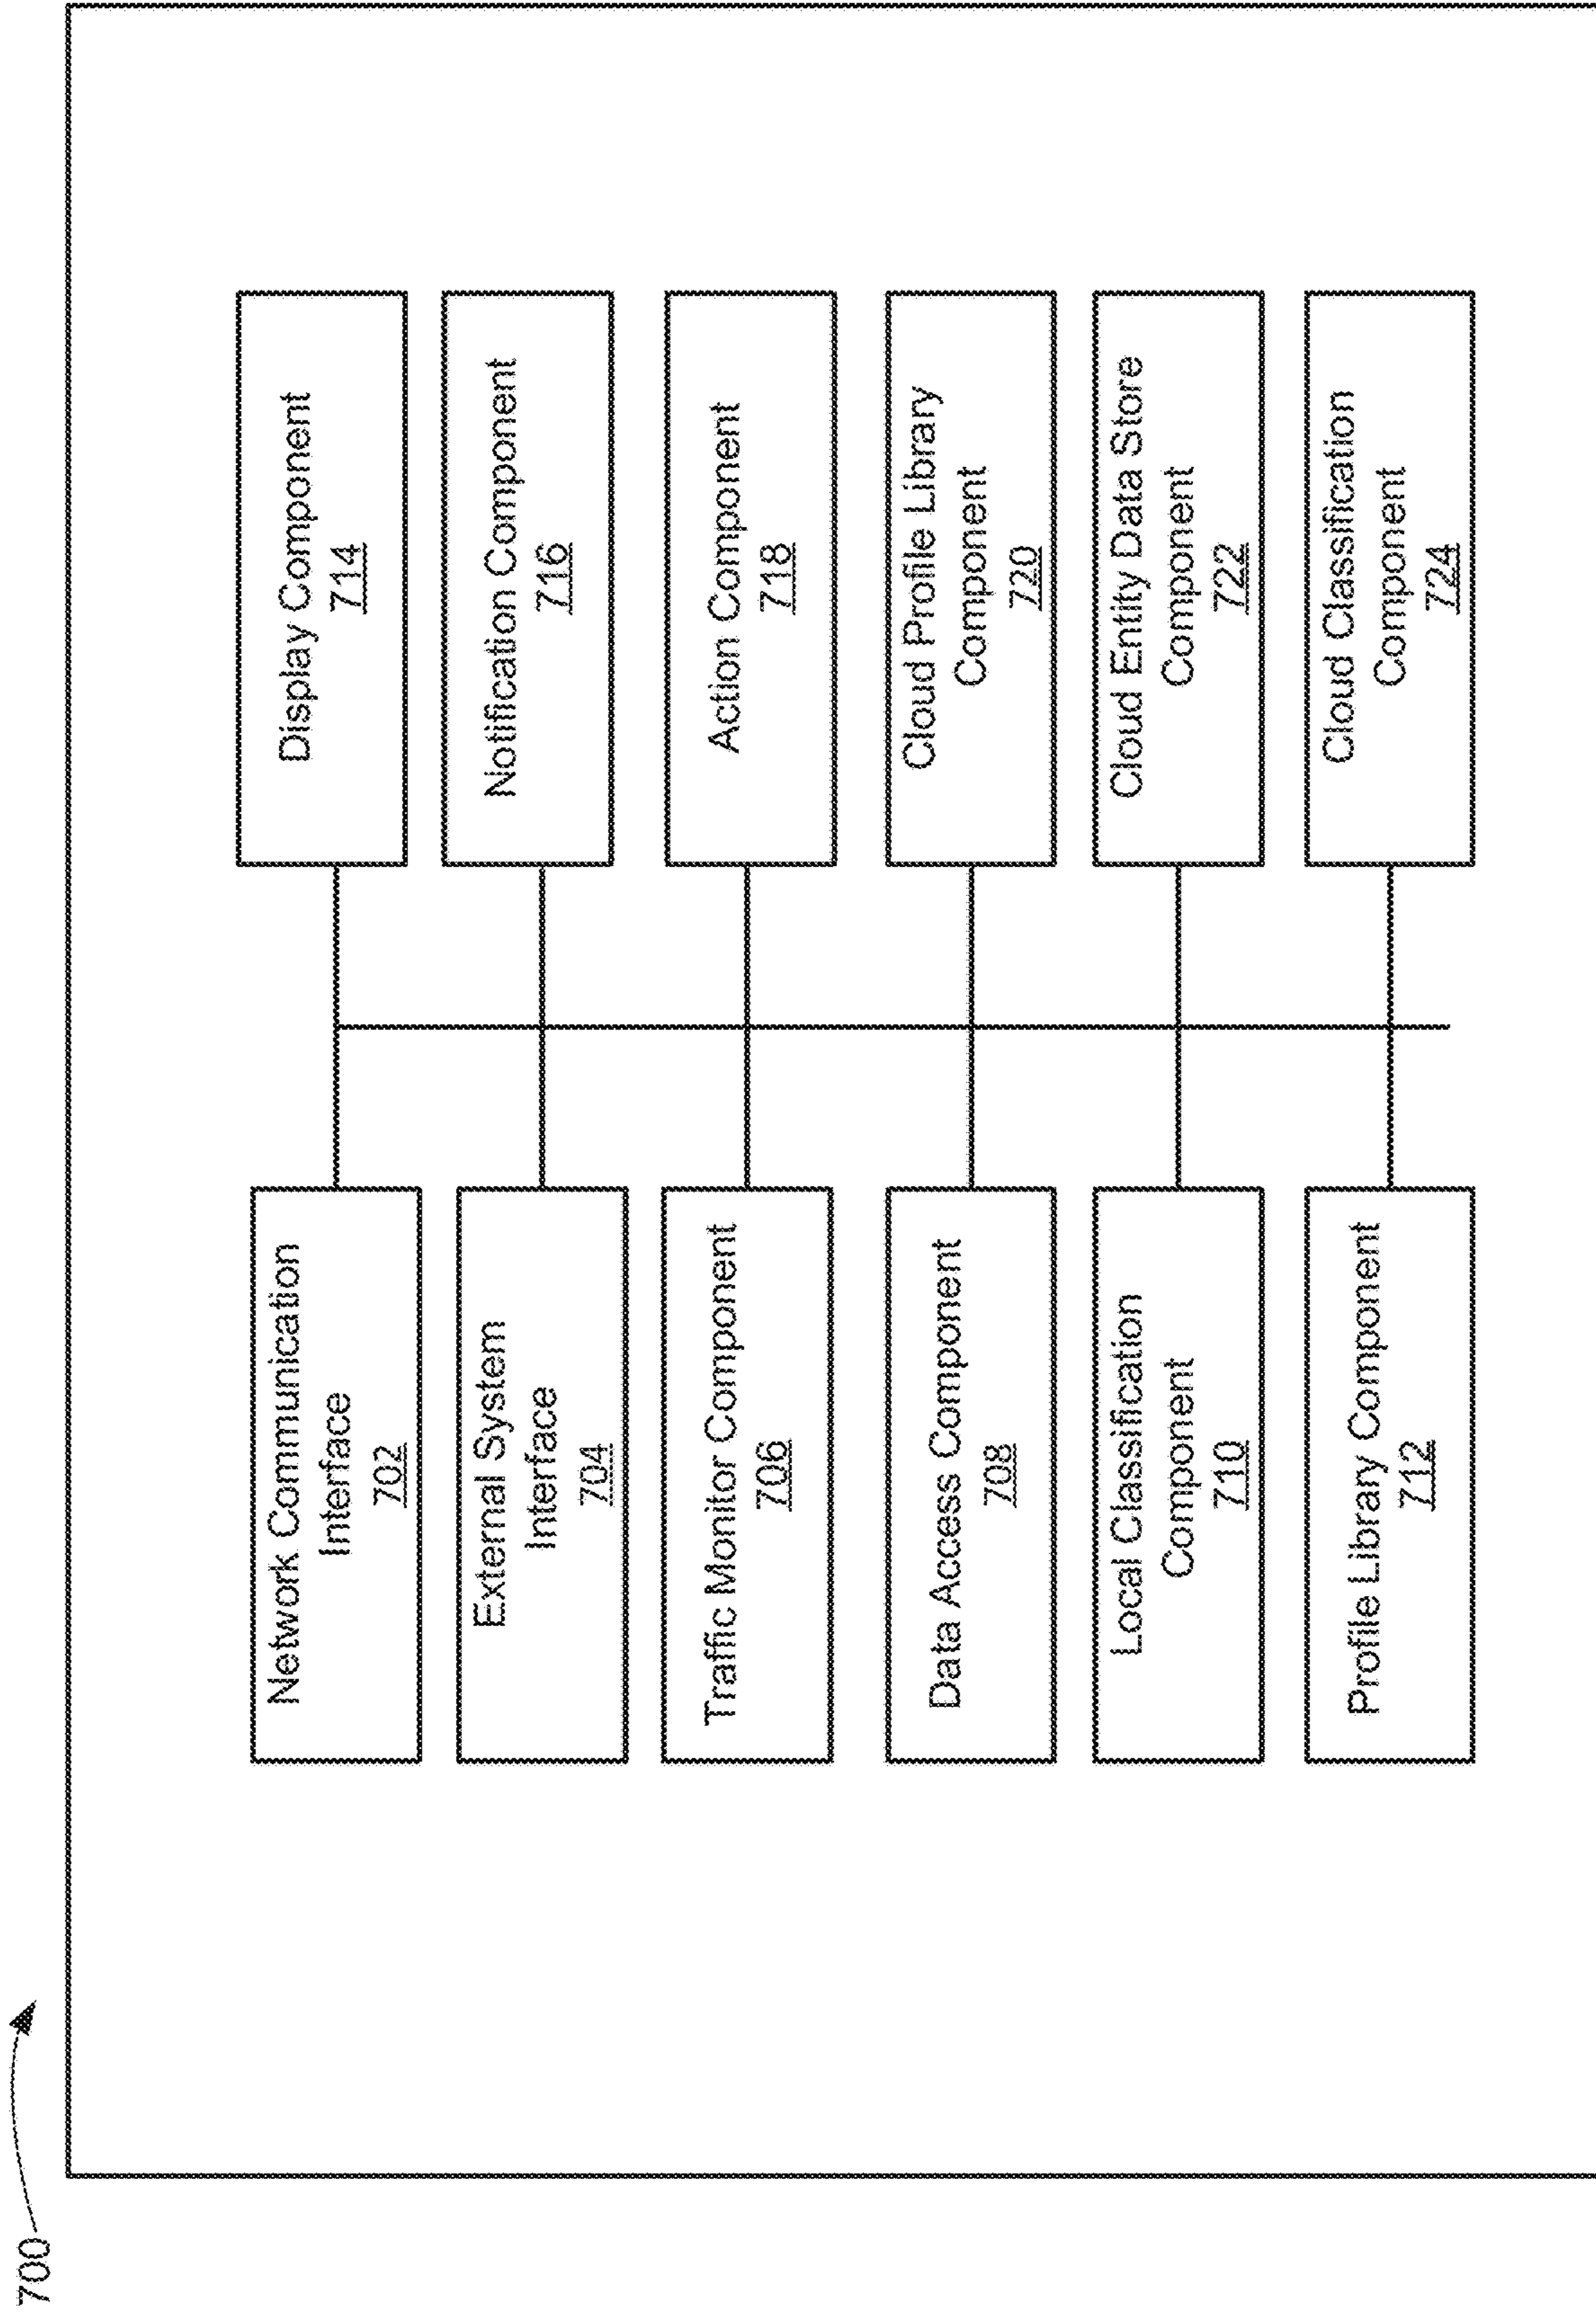 700
Network Communication
Interface
702
External System
Interface
704
Traffic Monitor Component
706
Data Access Component
708
Local Classification
Component
710
Profile Library Component
712
Display Component
714
Notification Component
716
Action Component
718
Cloud Profile Library
Component
720
Cloud Entity Data Store
Component
722
Cloud Classification
Component
724